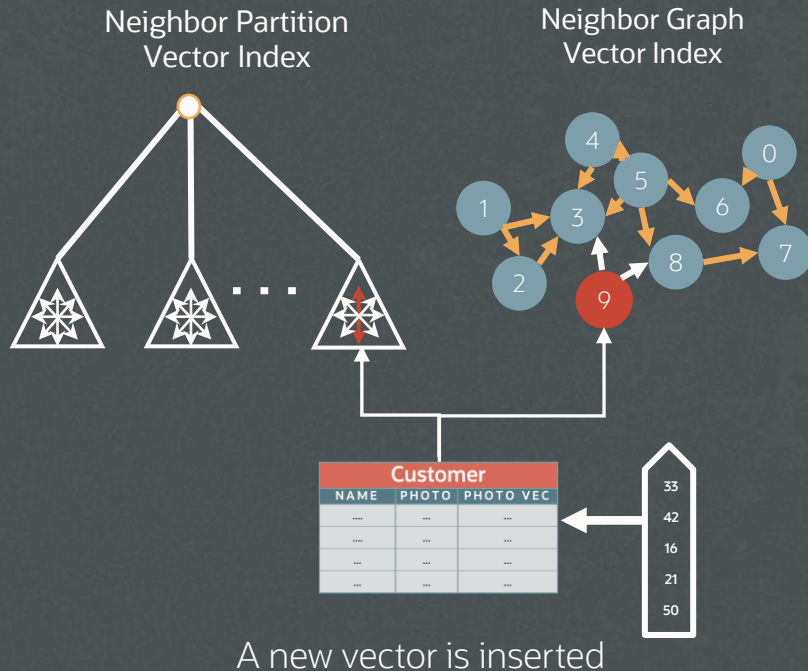 Neighbor Partition
Vector Index
Neighbor Graph
Vector Index
4
0
5
1
3
6
2
8
7
9
. . .
Customer
NAME PHOTO PHOTO VEC
.... ... ...
.... ... ...
... ... ...
... ... ...
33
42
16
21
50
A new vector is inserted